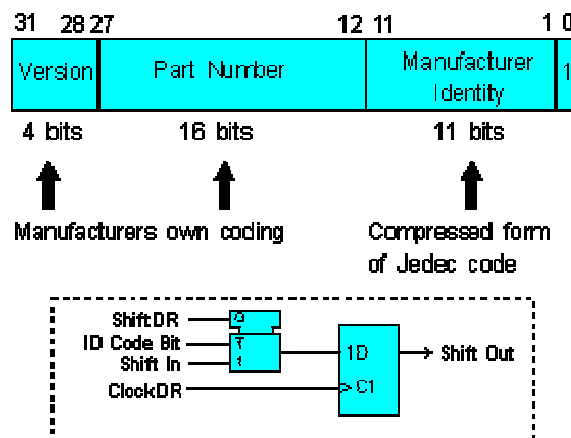 31 28 27 12 11 1 0
Version Part Number Manufacturer Identity 1
4 bits 16 bits 11 bits
Manufacturers own coding
Compressed form
of Jedec code
ShiftDR G
ID Code Bit 1
Shift In 1
ClockDR
1D
C1
Shift Out